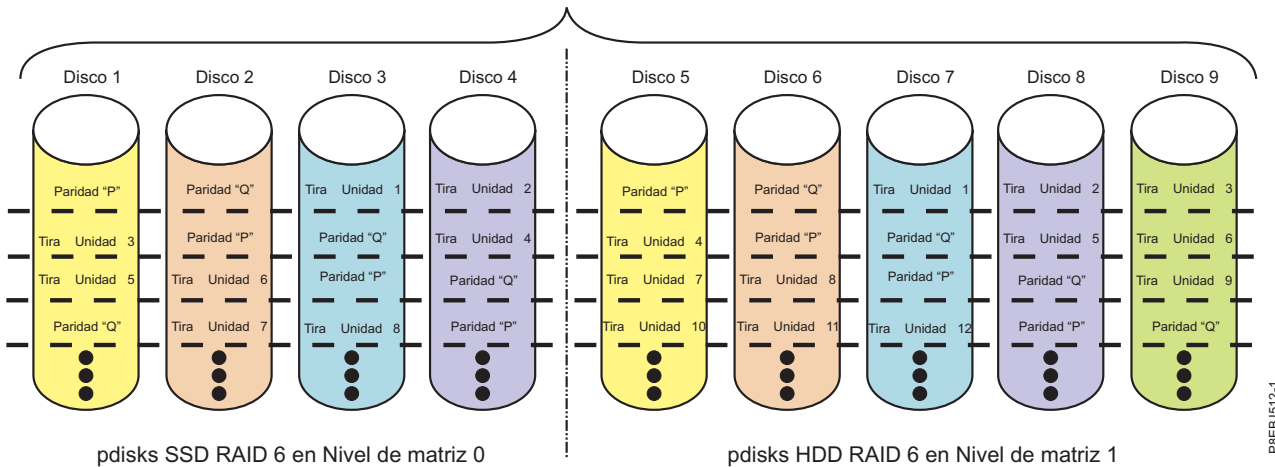 Disco 1 Disco 2 Disco 3 Disco 4 Disco 5 Disco 6 Disco 7 Disco 8 Disco 9
Paridad “P” Paridad “Q” Tira Unidad 1 Tira Unidad 2 Paridad “P” Paridad “Q” Tira Unidad 1 Tira Unidad 2 Tira Unidad 3
Tira Unidad 3 Paridad “P” Paridad “Q” Tira Unidad 4 Tira Unidad 4 Paridad “P” Paridad “Q” Tira Unidad 5 Tira Unidad 6
Tira Unidad 5 Tira Unidad 6 Paridad “P” Paridad “Q” Tira Unidad 7 Tira Unidad 8 Paridad “P” Paridad “Q” Tira Unidad 9
Paridad “Q” Tira Unidad 7 Tira Unidad 8 Paridad “P” Tira Unidad 10 Tira Unidad 11 Tira Unidad 12 Paridad “P” Paridad “Q”
pdisks SSD RAID 6 en Nivel de matriz 0 pdisks HDD RAID 6 en Nivel de matriz 1